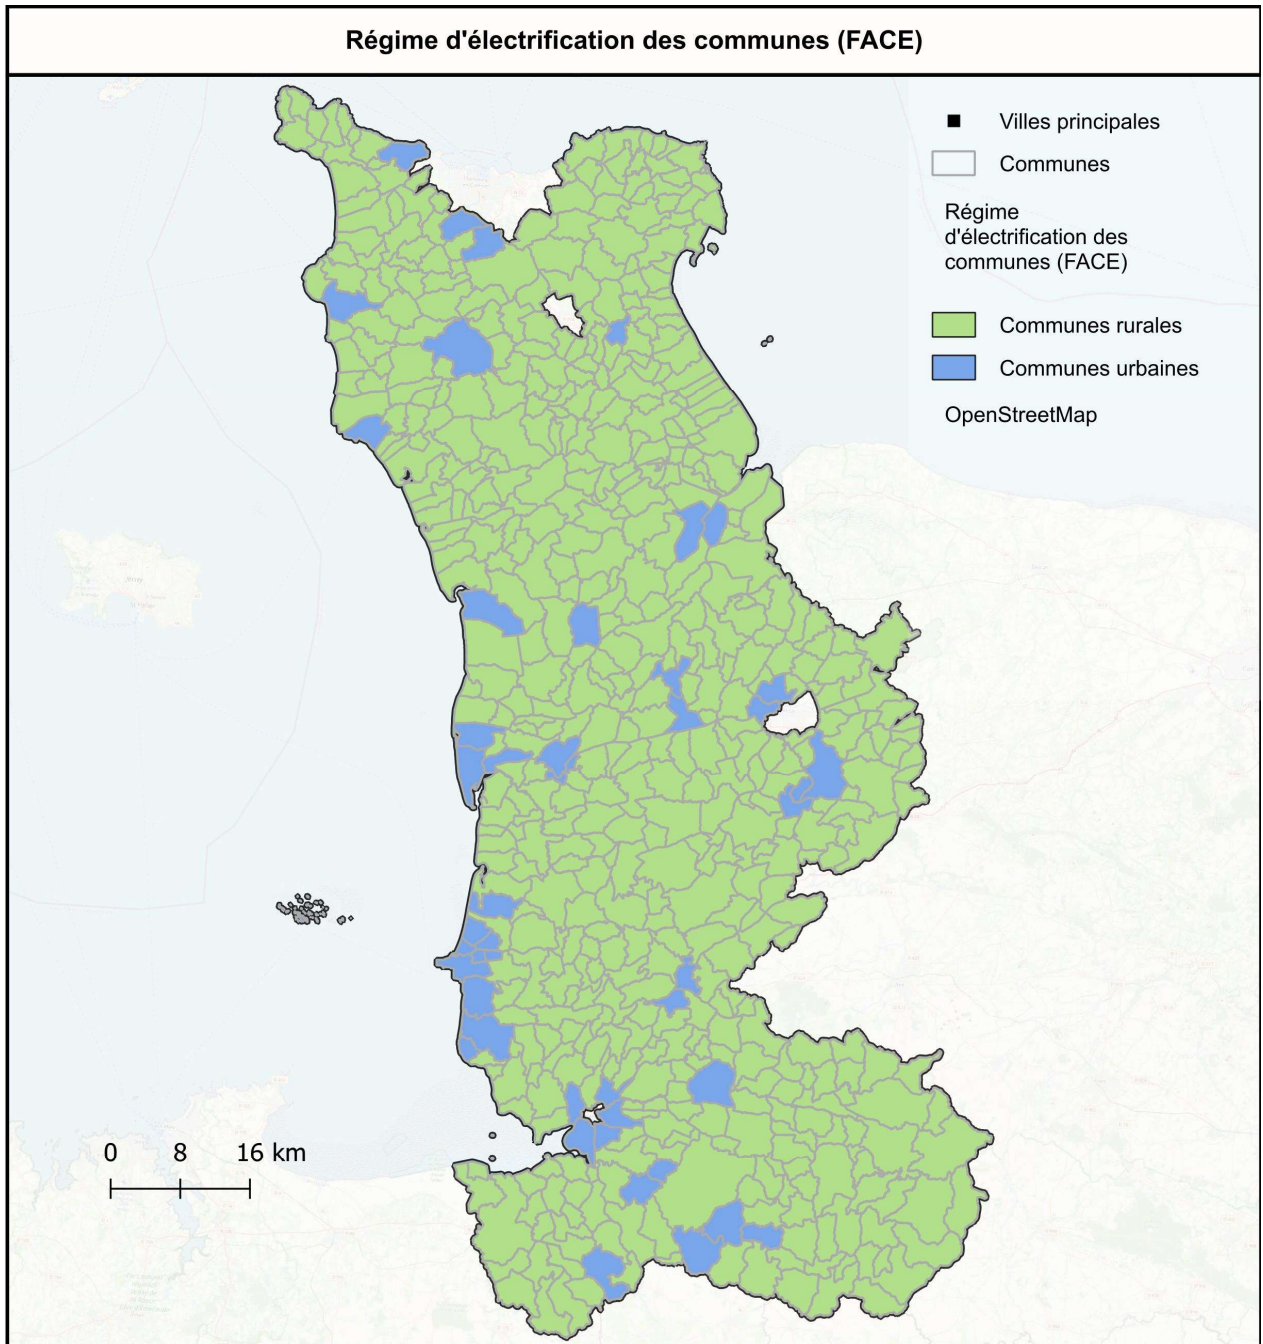 Régime d'électrification des communes (FACE)
Villes principales
Communes
Régime
d'électrification des
communes (FACE)
Communes rurales
Communes urbaines
OpenStreetMap
0 8 16 km